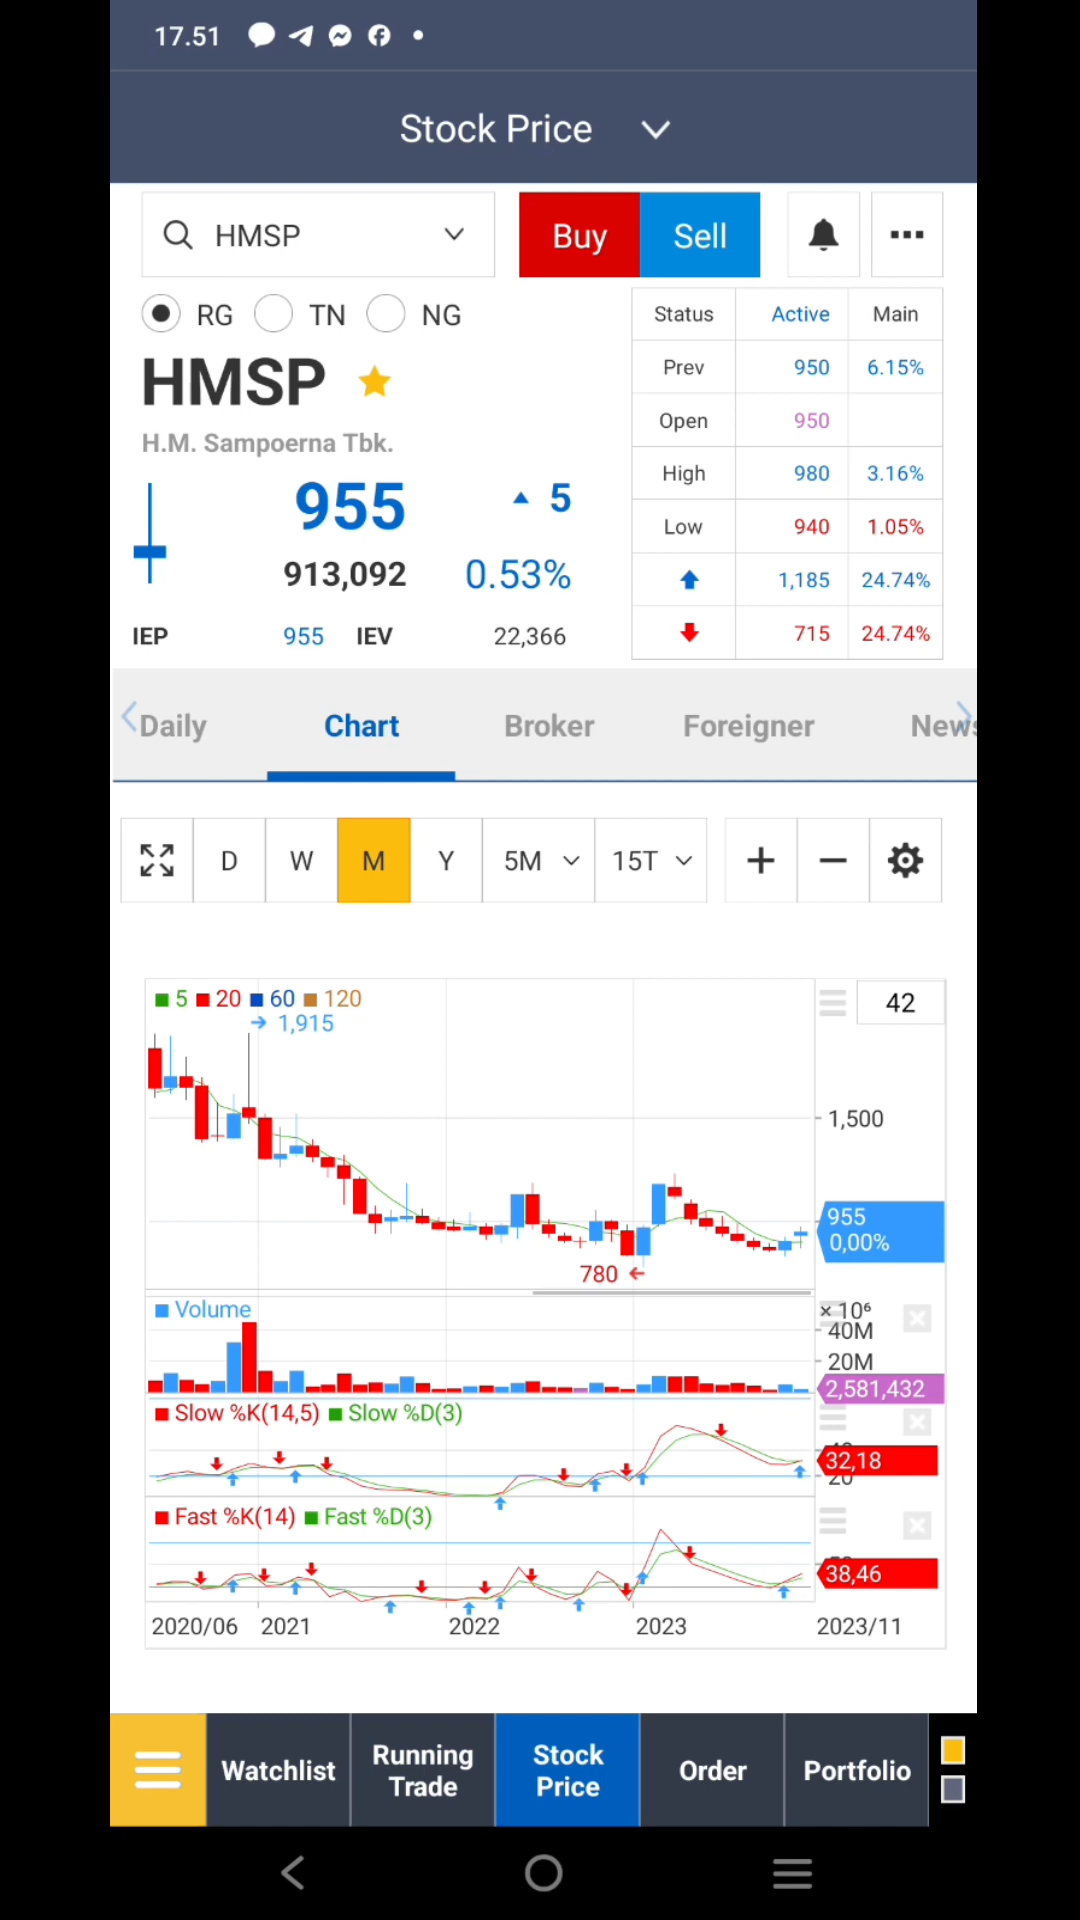 17.51
Stock Price
HMSP Buy Sell
RG TN NG
HMSP
H.M. Sampoerna Tbk.
955 5
913,092 0.53%
IEP 955 IEV 22,366
Status Active Main
Prev 950 6.15%
Open 950
High 980 3.16%
Low 940 1.05%
1,185 24.74%
715 24.74%
Daily Chart Broker Foreigner News
D W M Y 5M 15T + −
5 20 60 120 42
1,915
1,500
955
0,00%
780
Volume × 10⁶
40M
20M
2,581,432
Slow %K(14,5) Slow %D(3)
32,18
20
Fast %K(14) Fast %D(3)
38,46
2020/06 2021 2022 2023 2023/11
Watchlist Running Trade Stock Price Order Portfolio